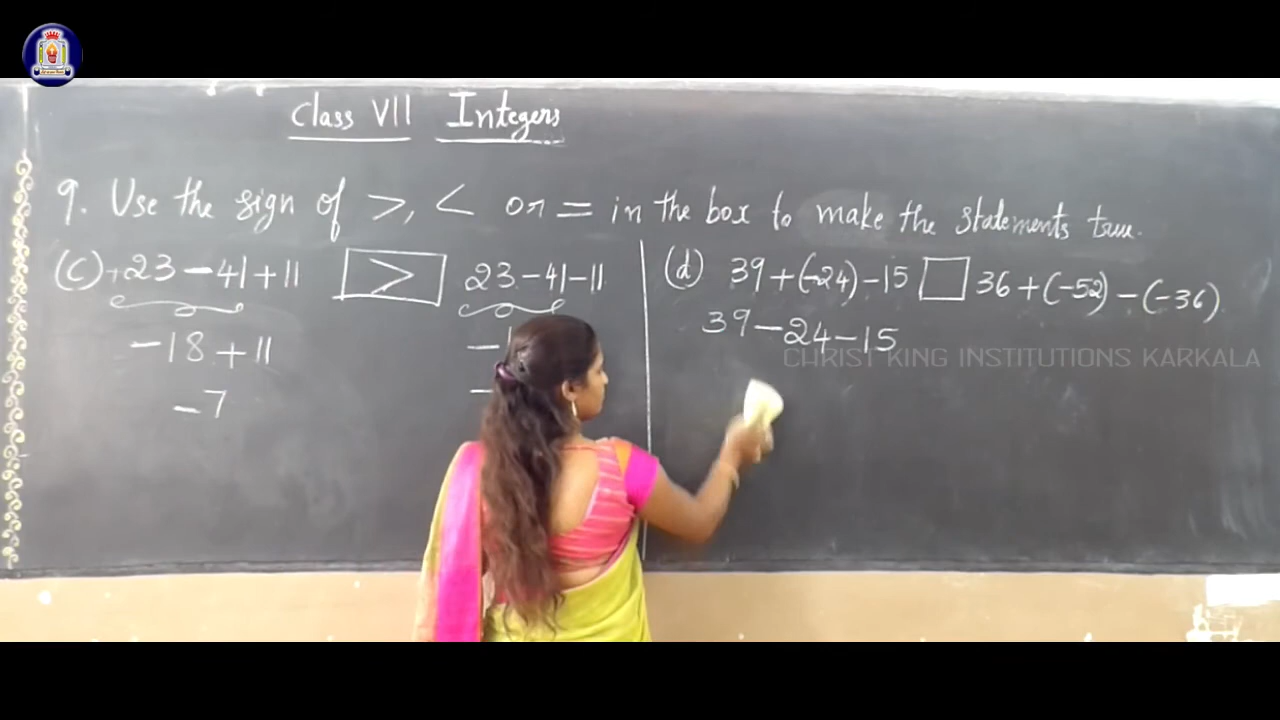 Class VII Integers
9. Use the sign of >, < or = in the box to make the statements true.
(c) +23 - 41 + 11 > 23 - 41 - 11
-18 + 11
-7
(d) 39 + (-24) - 15 □ 36 + (-52) - (-36)
39 - 24 - 15
CHRIST KING INSTITUTIONS KARKALA